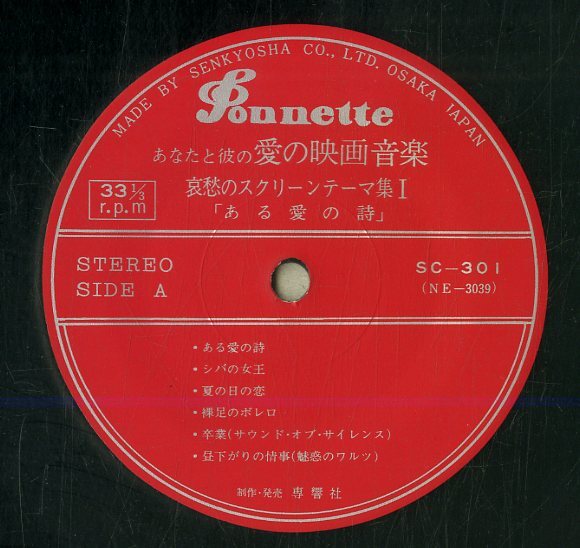 MADE BY SENKYOSHA CO., LTD. OSAKA JAPAN
Ponnette
あなたと彼の愛の映画音楽
哀愁のスクリーンテーマ集Ⅰ
「ある愛の詩」
33⅓
r.p.m
STEREO
SIDE A
SC-301
(NE-3039)
・ある愛の詩
・シバの女王
・夏の日の恋
・裸足のボレロ
・卒業(サウンド・オブ・サイレンス)
・昼下がりの情事(魅惑のワルツ)
制作・発売 専響社